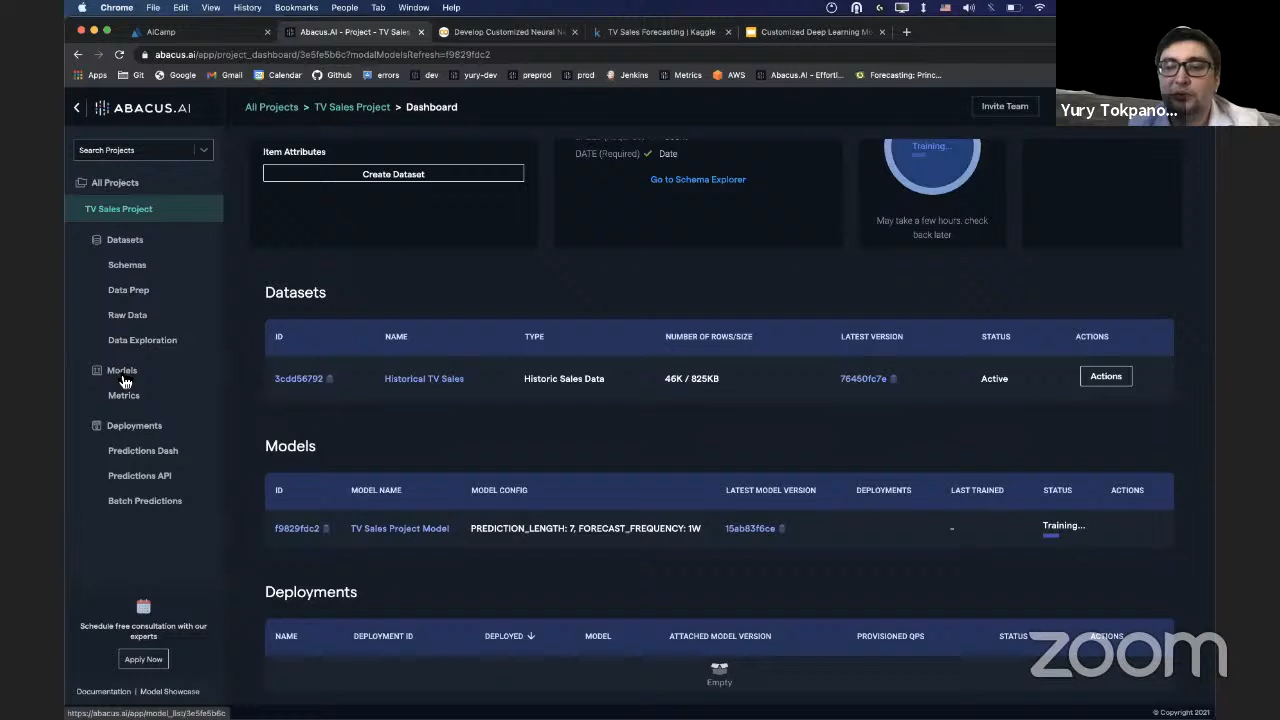 Chrome File Edit View History Bookmarks People Tab Window Help
AICamp
Abacus.AI - Project - TV Sales
Develop Customized Neural N
TV Sales Forecasting | Kaggle
Customized Deep Learning M
abacus.ai/app/project_dashboard/3e5fe5b6c?modalModelsRefresh=f9829fdc2
Apps Git Google Gmail Calendar Github errors dev yury-dev preprod prod Jenkins Metrics AWS Abacus.AI - Effortl... Forecasting: Princ...
Yury Tokpano...
ABACUS.AI
All Projects > TV Sales Project > Dashboard
Invite Team
Search Projects
All Projects
TV Sales Project
Datasets
Schemas
Data Prep
Raw Data
Data Exploration
Models
Metrics
Deployments
Predictions Dash
Predictions API
Batch Predictions
Schedule free consultation with our
experts
Apply Now
Documentation | Model Showcase
Item Attributes
Create Dataset
DATE (Required) Date
Go to Schema Explorer
Training...
May take a few hours. check
back later
Datasets
ID NAME TYPE NUMBER OF ROWS/SIZE LATEST VERSION STATUS ACTIONS
3cdd56792 Historical TV Sales Historic Sales Data 46K / 825KB 76450fc7e Active Actions
Models
ID MODEL NAME MODEL CONFIG LATEST MODEL VERSION DEPLOYMENTS LAST TRAINED STATUS ACTIONS
f9829fdc2 TV Sales Project Model PREDICTION_LENGTH: 7, FORECAST_FREQUENCY: 1W 15ab83f6ce - Training...
Deployments
NAME DEPLOYMENT ID DEPLOYED MODEL ATTACHED MODEL VERSION PROVISIONED QPS STATUS ACTIONS
Empty
zoom
https://abacus.ai/app/model_list/3e5fe5b6c
© Copyright 2021